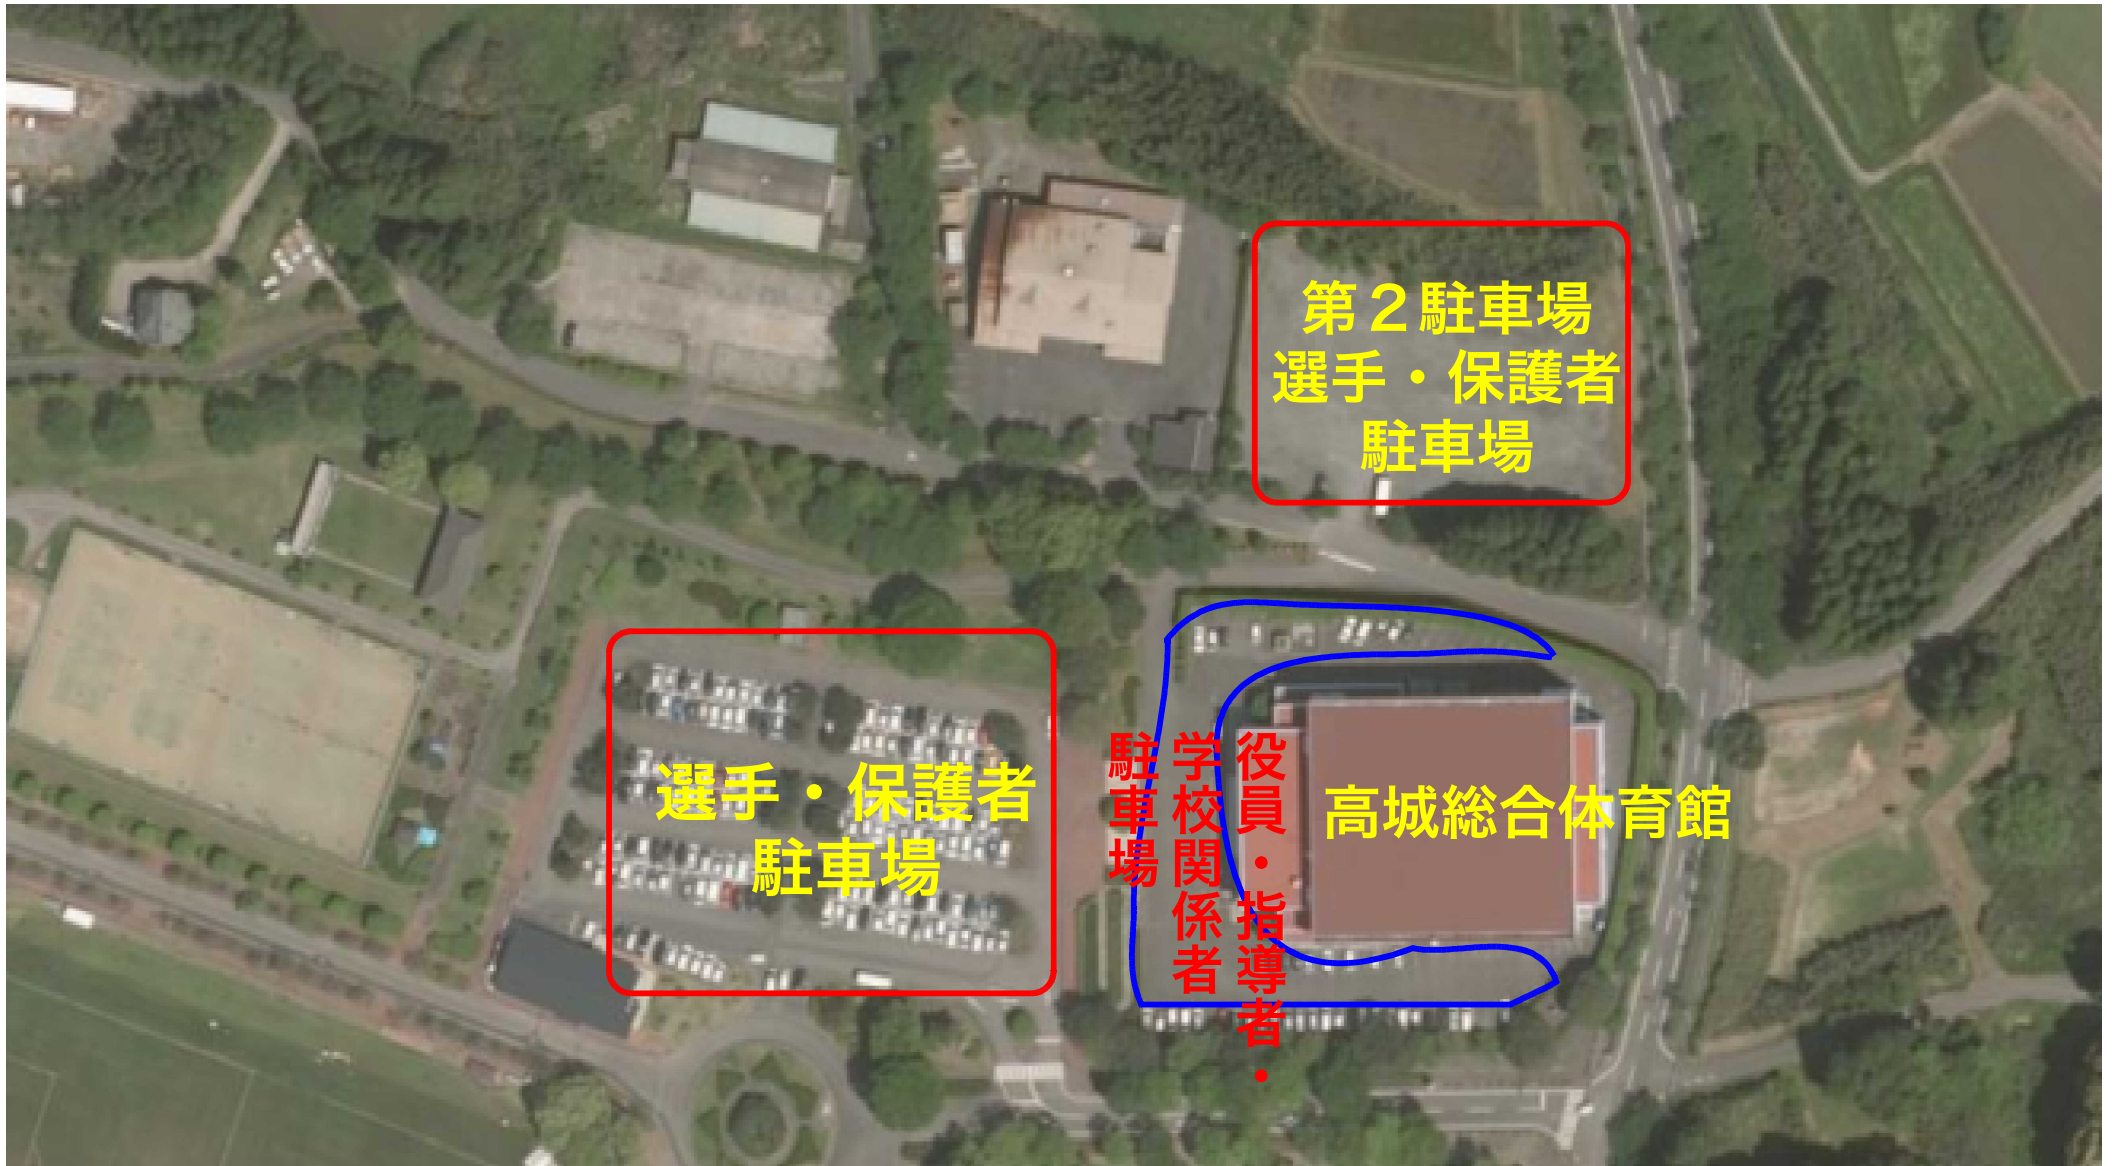 第２駐車場
選手・保護者
駐車場
選手・保護者
駐車場
役員・指導者・
学校関係者
駐車場
高城総合体育館